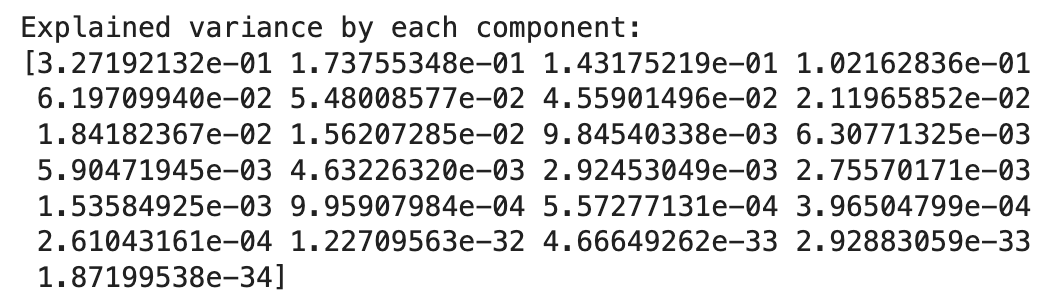 Explained variance by each component:
[3.27192132e-01 1.73755348e-01 1.43175219e-01 1.02162836e-01
6.19709940e-02 5.48008577e-02 4.55901496e-02 2.11965852e-02
1.84182367e-02 1.56207285e-02 9.84540338e-03 6.30771325e-03
5.90471945e-03 4.63226320e-03 2.92453049e-03 2.75570171e-03
1.53584925e-03 9.95907984e-04 5.57277131e-04 3.96504799e-04
2.61043161e-04 1.22709563e-32 4.66649262e-33 2.92883059e-33
1.87199538e-34]